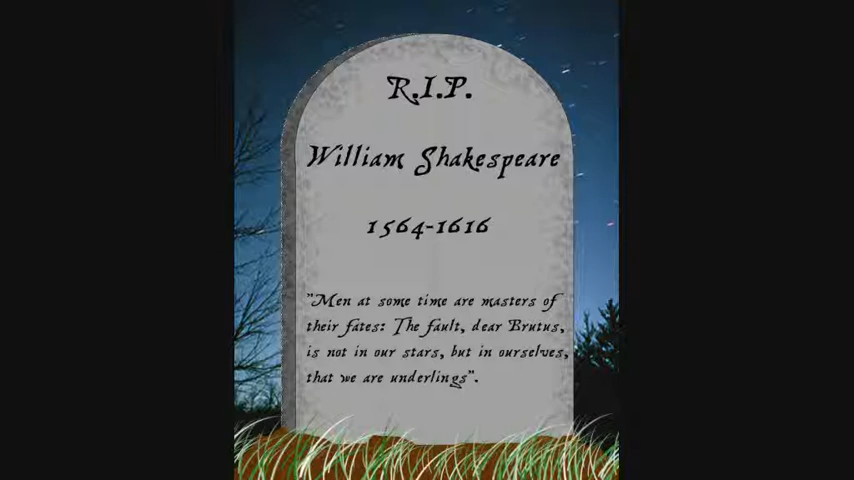 R.I.P.
William Shakespeare
1564-1616
"Men at some time are masters of
their fates: The fault, dear Brutus,
is not in our stars, but in ourselves,
that we are underlings".